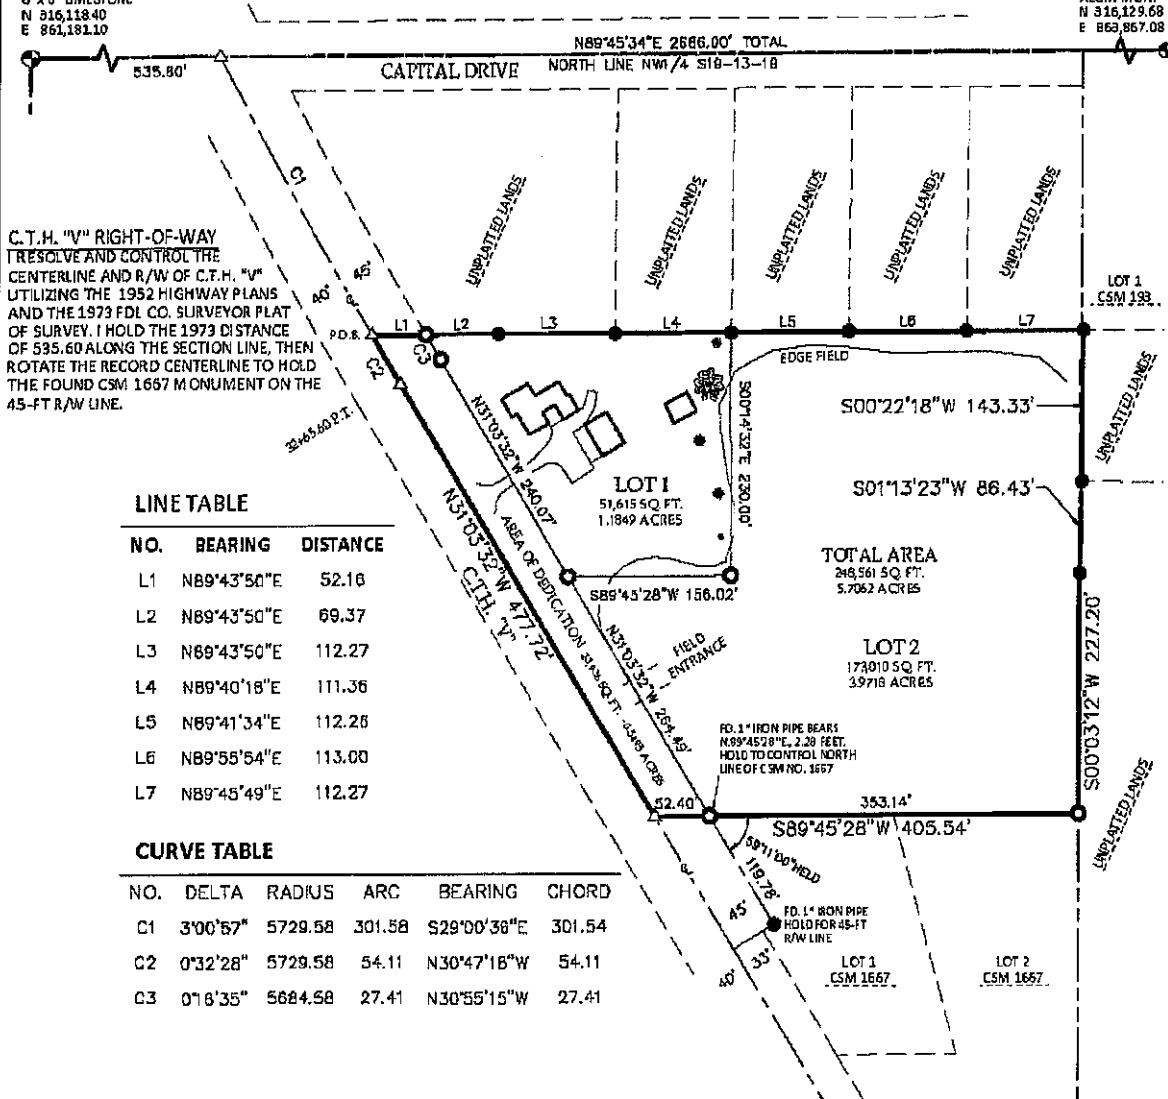 N 316,118.40
E 861,181.10
N 316,129.68
E 863,867.08
N89°45'34"E 2686.00' TOTAL
535.60'
CAPITAL DRIVE
NORTH LINE NW1/4 S19-13-18
C1
UNPLATTED LANDS
UNPLATTED LANDS
UNPLATTED LANDS
UNPLATTED LANDS
UNPLATTED LANDS
C.T.H. "V" RIGHT-OF-WAY
I RESOLVE AND CONTROL THE
CENTERLINE AND R/W OF C.T.H. "V"
UTILIZING THE 1952 HIGHWAY PLANS
AND THE 1973 FDL CO. SURVEYOR PLAT
OF SURVEY. I HOLD THE 1973 DISTANCE
OF 535.60 ALONG THE SECTION LINE, THEN
ROTATE THE RECORD CENTERLINE TO HOLD
THE FOUND CSM 1667 MONUMENT ON THE
45-FT R/W LINE.
45'
40'
LOT 1
CSM 193
P.O.B.
L1
L2
L3
L4
L5
L6
L7
C3
C2
EDGE FIELD
S00°22'18"W 143.33'
UNPLATTED LANDS
32+65.60 P.T.
N31°03'32"W 240.07'
S00°14'32"E 230.00'
LOT 1
51,615 SQ. FT.
1.1849 ACRES
S01°13'23"W 86.43'
N31°03'32"W 477.72'
C.T.H. "V"
AREA OF DEDICATION
TOTAL AREA
248,561 SQ. FT.
5.7062 ACRES
S89°45'28"W 156.02'
N31°03'32"W 264.49'
FIELD
ENTRANCE
LOT 2
173,010 SQ. FT.
3.9718 ACRES
S00°03'12"W 227.20'
FD. 1" IRON PIPE BEARS
N.89°45'28"E, 2.28 FEET.
HOLD TO CONTROL NORTH
LINE OF CSM NO. 1667
UNPLATTED LANDS
52.40'
353.14'
S89°45'28"W 405.54'
59°11'00" HELD
119.78'
FD. 1" IRON PIPE
HOLD FOR 45-FT
R/W LINE
45'
33'
40'
LOT 1
CSM 1667
LOT 2
CSM 1667
LINE TABLE
NO. BEARING DISTANCE
L1 N89°43'50"E 52.16
L2 N89°43'50"E 69.37
L3 N89°43'50"E 112.27
L4 N89°40'18"E 111.36
L5 N89°41'34"E 112.26
L6 N89°55'54"E 113.00
L7 N89°45'49"E 112.27
CURVE TABLE
NO. DELTA RADIUS ARC BEARING CHORD
C1 3°00'57" 5729.58 301.58 S29°00'36"E 301.54
C2 0°32'28" 5729.58 54.11 N30°47'18"W 54.11
C3 0°16'35" 5684.58 27.41 N30°55'15"W 27.41